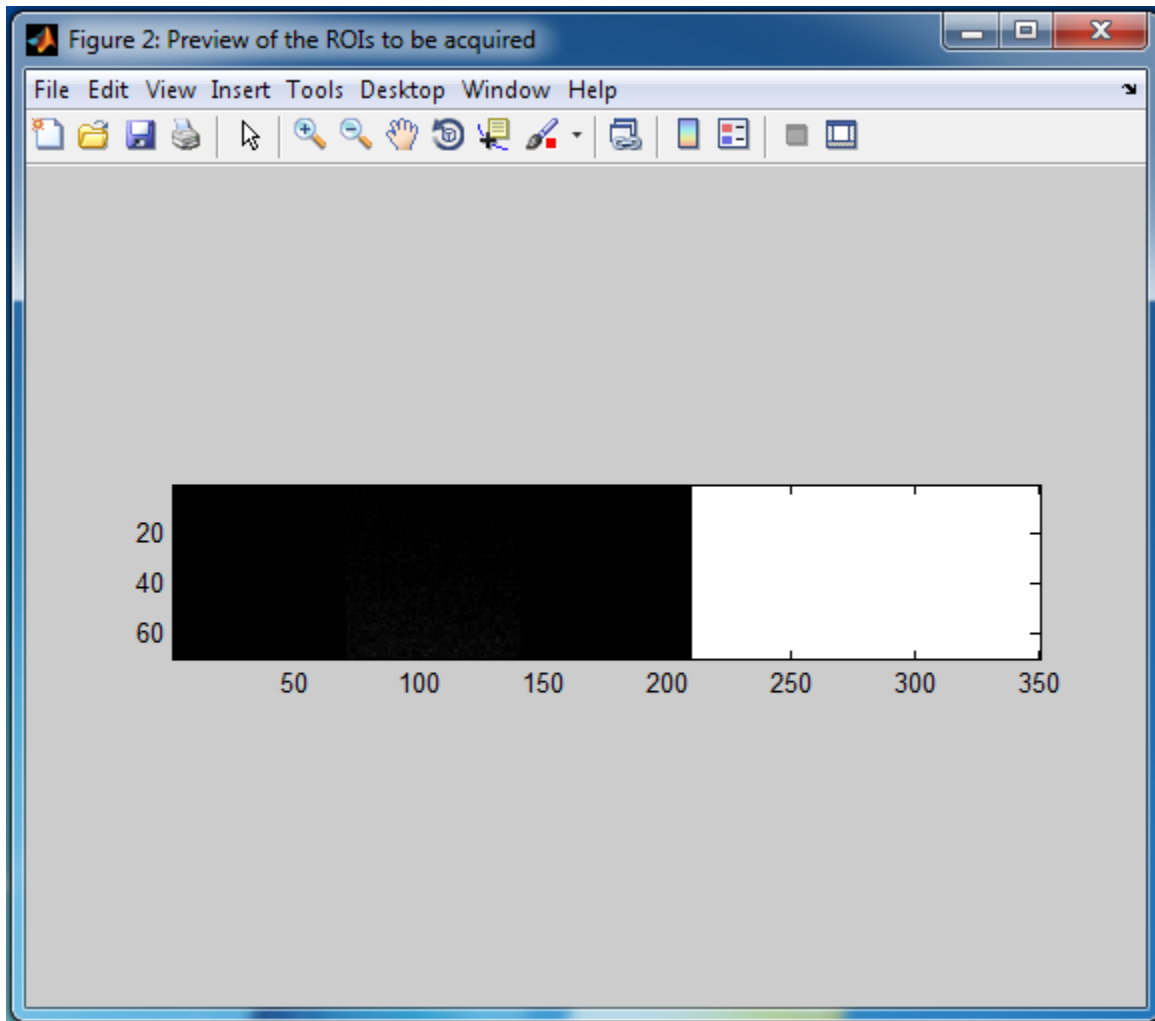 Figure 2: Preview of the ROIs to be acquired
File Edit View Insert Tools Desktop Window Help
20
40
60
50 100 150 200 250 300 350